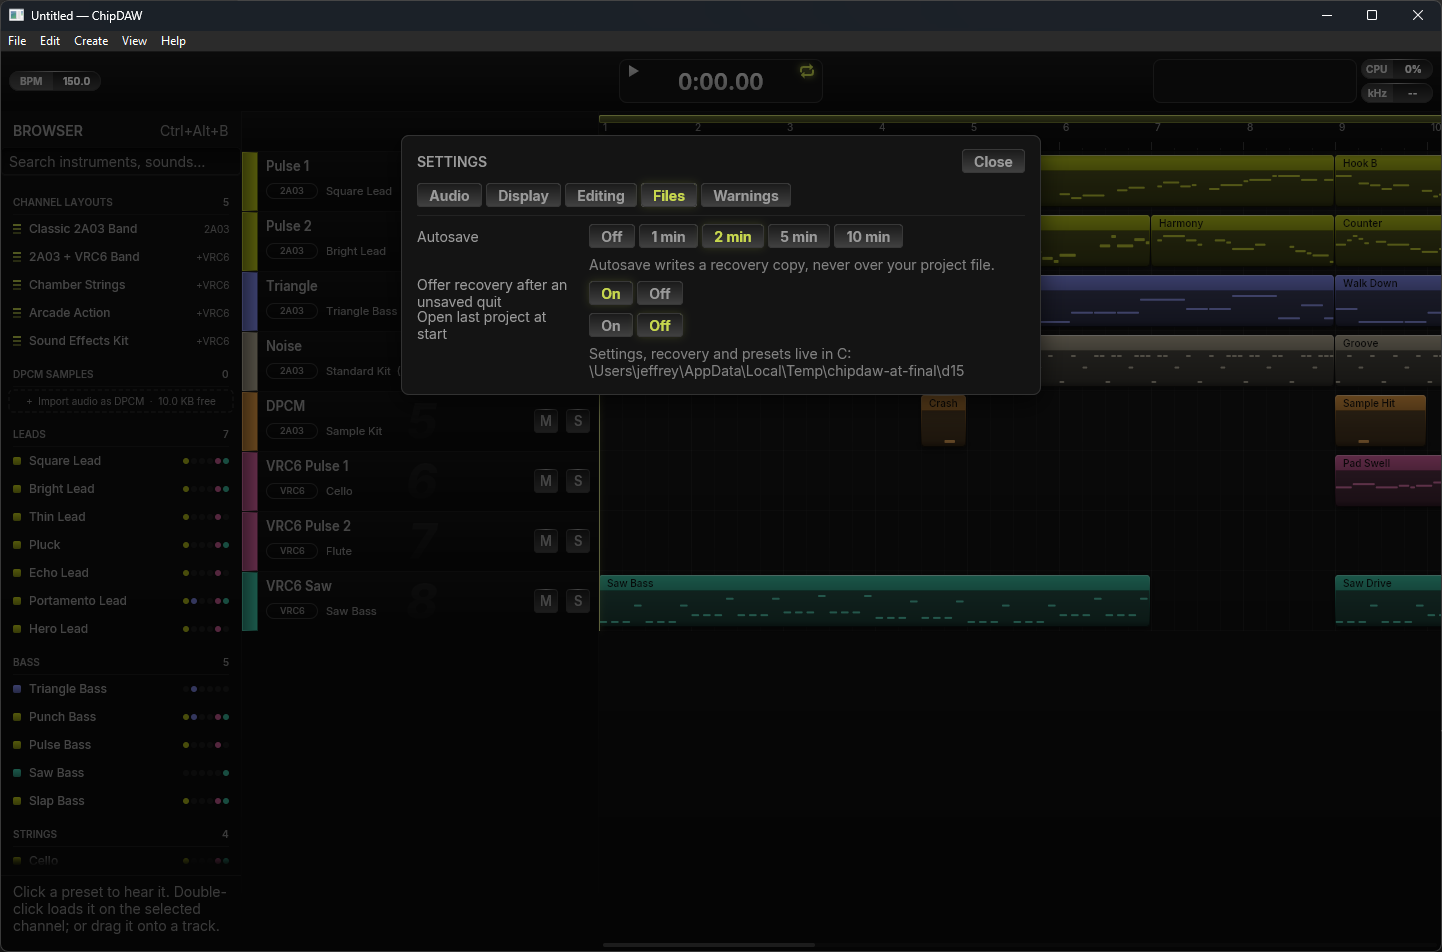 Untitled — ChipDAW
File Edit Create View Help
BPM 150.0
0:00.00
CPU 0%
kHz --
BROWSER Ctrl+Alt+B
Search instruments, sounds...
CHANNEL LAYOUTS 5
Classic 2A03 Band 2A03
2A03 + VRC6 Band +VRC6
Chamber Strings +VRC6
Arcade Action +VRC6
Sound Effects Kit +VRC6
DPCM SAMPLES 0
+ Import audio as DPCM · 10.0 KB free
LEADS 7
Square Lead
Bright Lead
Thin Lead
Pluck
Echo Lead
Portamento Lead
Hero Lead
BASS 5
Triangle Bass
Punch Bass
Pulse Bass
Saw Bass
Slap Bass
STRINGS 4
Cello
Click a preset to hear it. Double-
click loads it on the selected
channel; or drag it onto a track.
1 2 3 4 5 6 7 8 9 10
Pulse 1
2A03 Square Lead
Pulse 2
2A03 Bright Lead
Triangle
2A03 Triangle Bass
Noise
2A03 Standard Kit (
DPCM
2A03 Sample Kit
5
M S
VRC6 Pulse 1
VRC6 Cello
6
M S
VRC6 Pulse 2
VRC6 Flute
7
M S
VRC6 Saw
VRC6 Saw Bass
8
M S
Hook B
Harmony
Counter
Walk Down
Groove
Crash
Sample Hit
Pad Swell
Saw Bass
Saw Drive
SETTINGS
Close
Audio Display Editing Files Warnings
Autosave
Off 1 min 2 min 5 min 10 min
Autosave writes a recovery copy, never over your project file.
Offer recovery after an
unsaved quit
On Off
Open last project at
start
On Off
Settings, recovery and presets live in C:
\Users\jeffrey\AppData\Local\Temp\chipdaw-at-final\d15